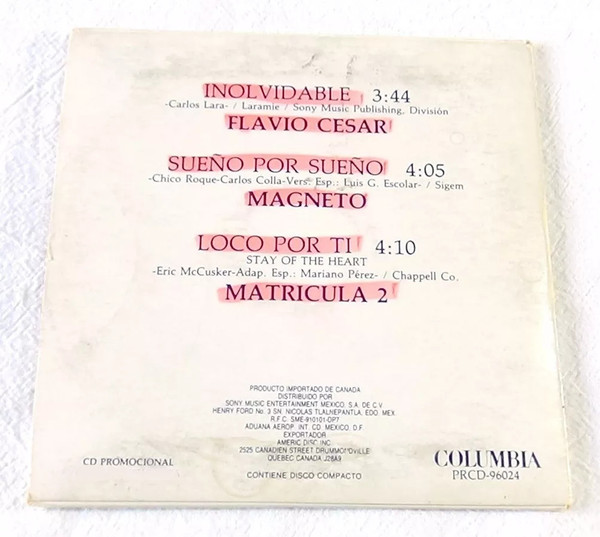 INOLVIDABLE 3:44
-Carlos Lara- / Laramie / Sony Music Publishing, División
FLAVIO CESAR
SUEÑO POR SUEÑO 4:05
-Chico Roque-Carlos Colla-Vers. Esp.: Luis G. Escolar- / Sigem
MAGNETO
LOCO POR TI 4:10
STAY OF THE HEART
-Eric McCusker-Adap. Esp.: Mariano Pérez- / Chappell Co.
MATRICULA 2
PRODUCTO IMPORTADO DE CANADA
DISTRIBUIDO POR
SONY MUSIC ENTERTAINMENT MEXICO, S.A. DE C.V.
HENRY FORD No. 3 SN. NICOLAS TLALNEPANTLA, EDO. MEX.
R.F.C. SME-910101-DP7
ADUANA AEROP. INT. CD. MEXICO, D.F.
EXPORTADOR
AMERIC DISC INC.
2525 CANADIEN STREET DRUMMONDVILLE
QUEBEC CANADA J2BA9
CONTIENE DISCO COMPACTO
CD PROMOCIONAL
COLUMBIA
PRCD-96024